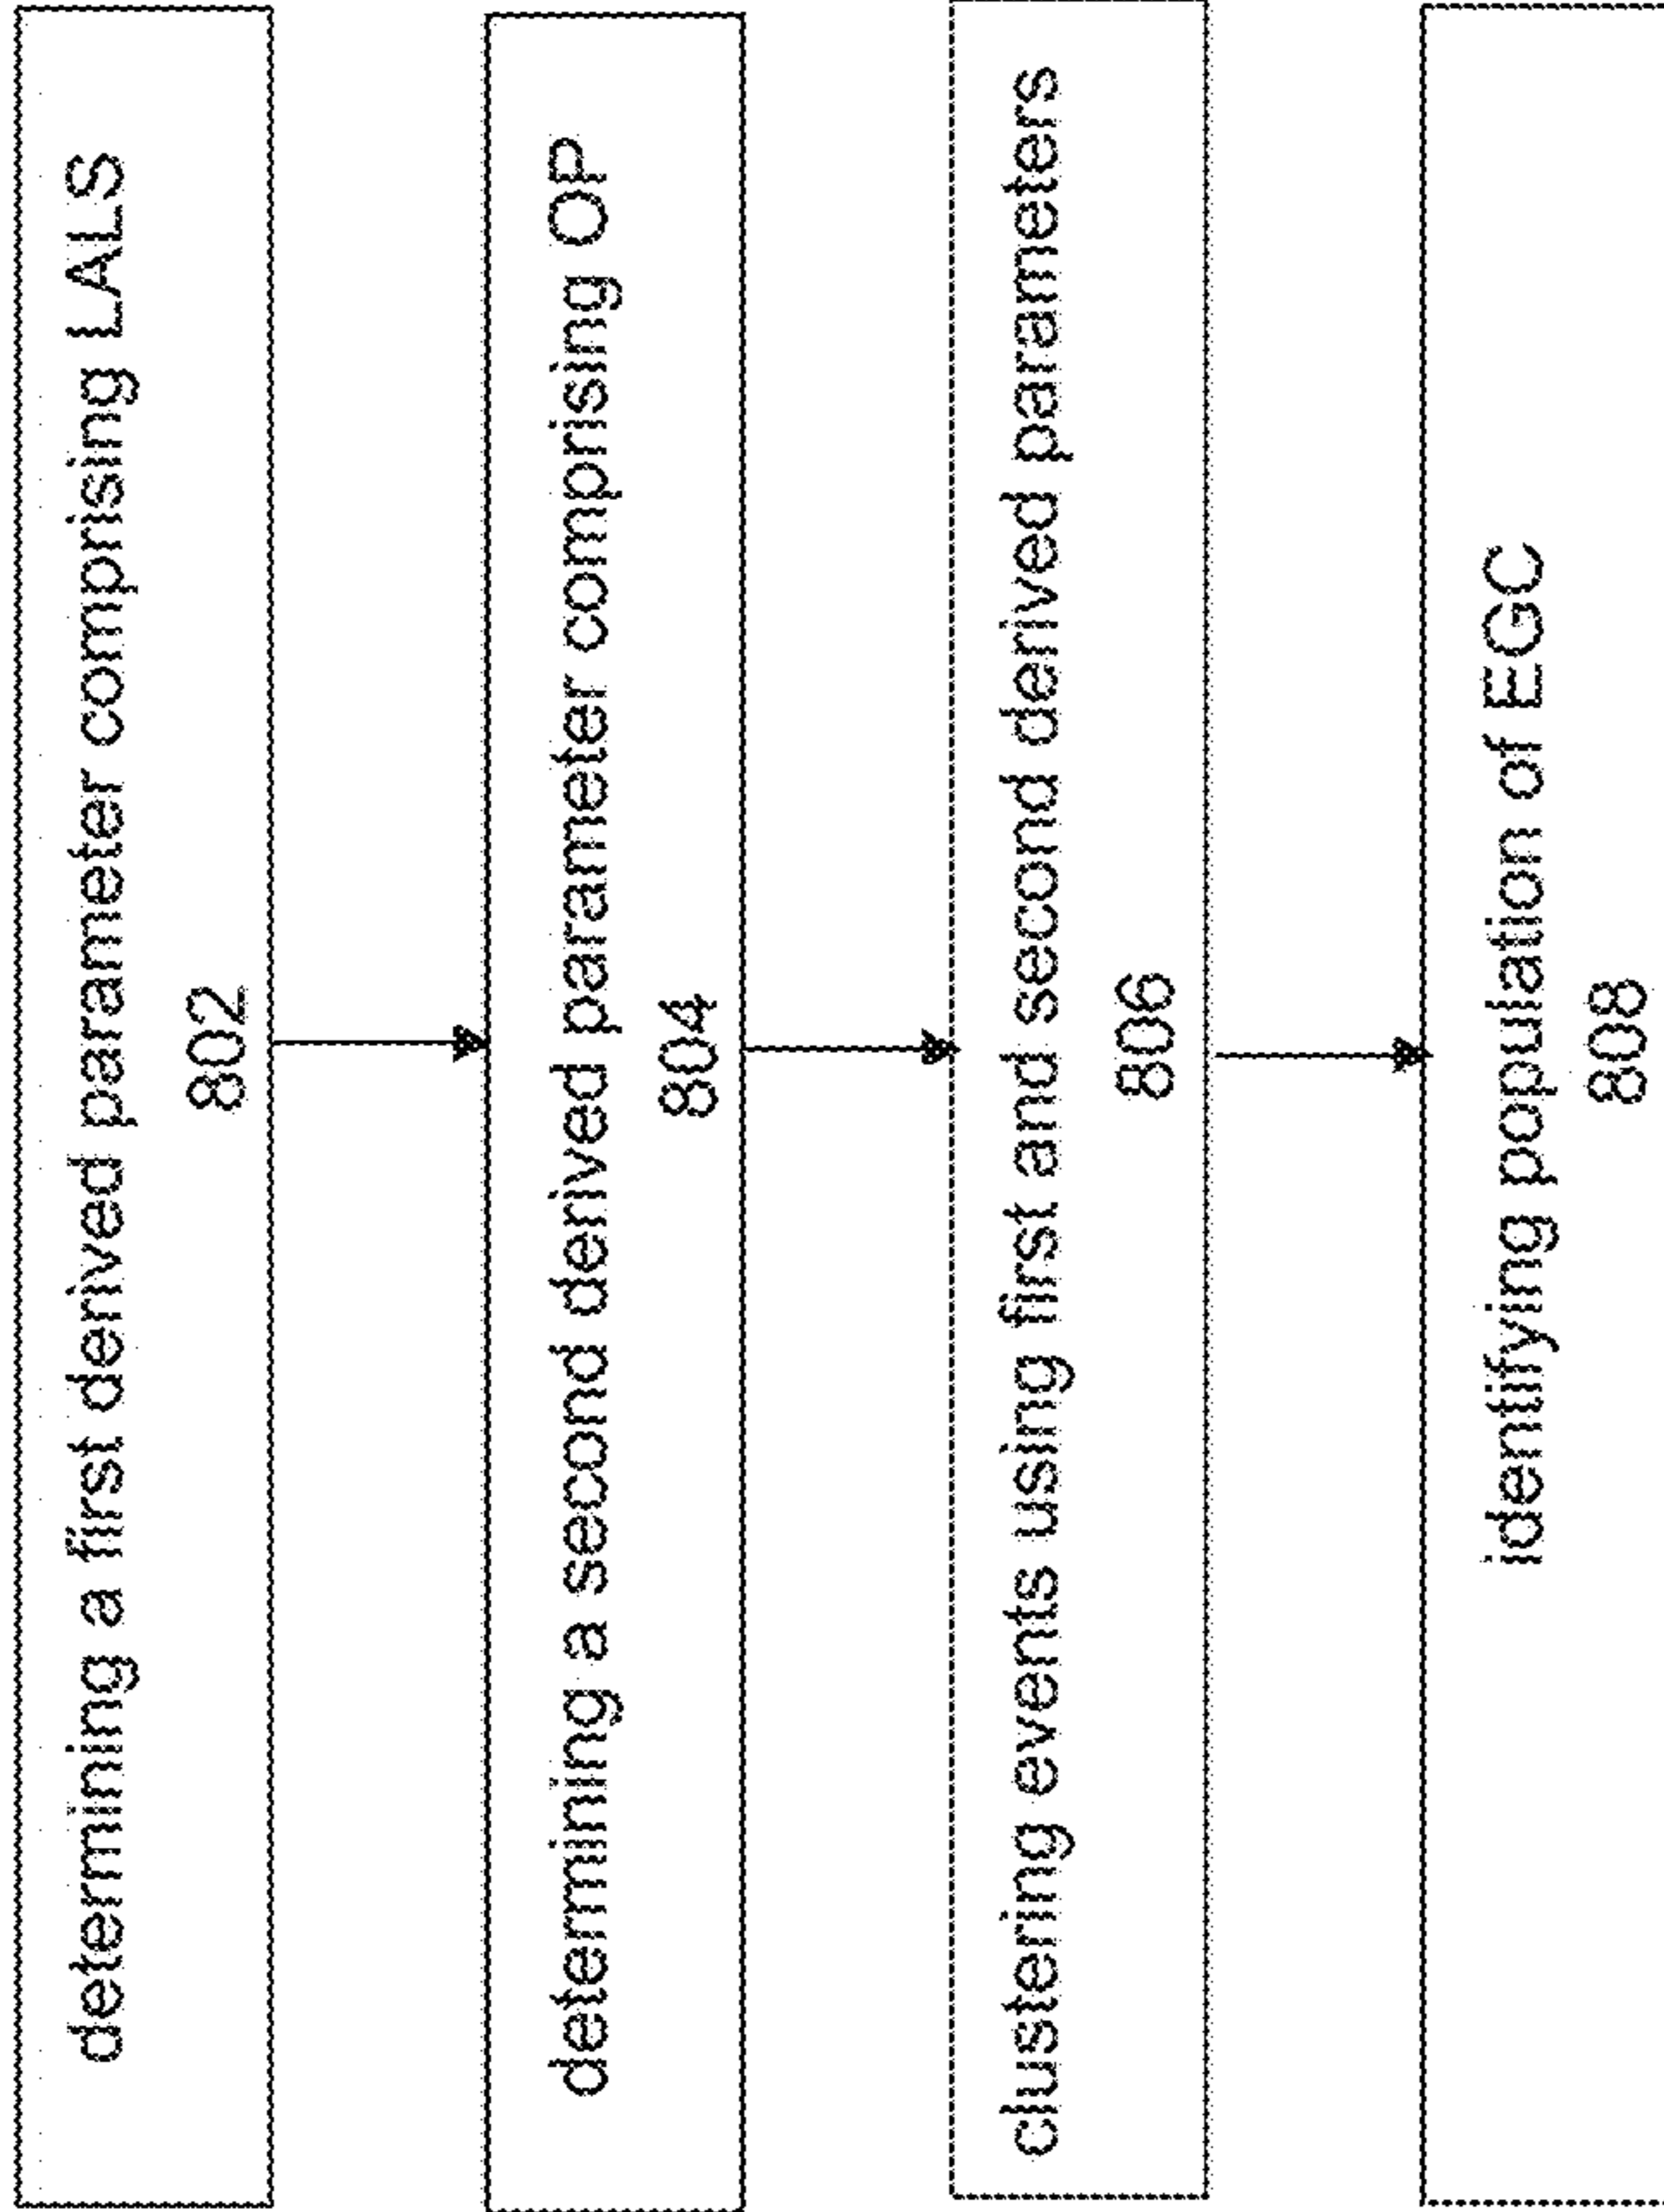 determining a first derived parameter comprising LALS
802
determining a second derived parameter comprising OP
804
clustering events using first and second derived parameters
806
identifying population of EGC
808